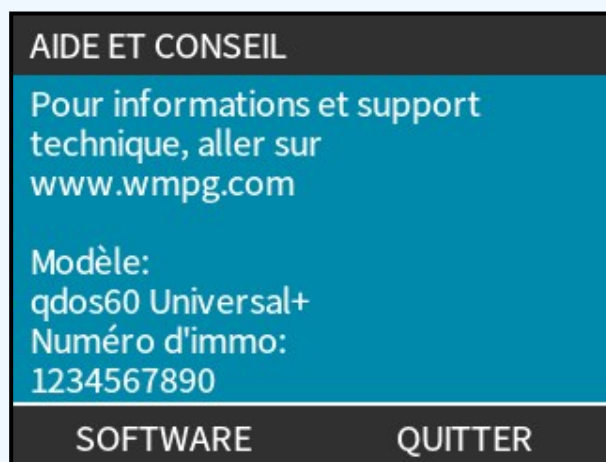 AIDE ET CONSEIL
Pour informations et support
technique, aller sur
www.wmpg.com
Modèle:
qdos60 Universal+
Numéro d'immo:
1234567890
SOFTWARE QUITTER